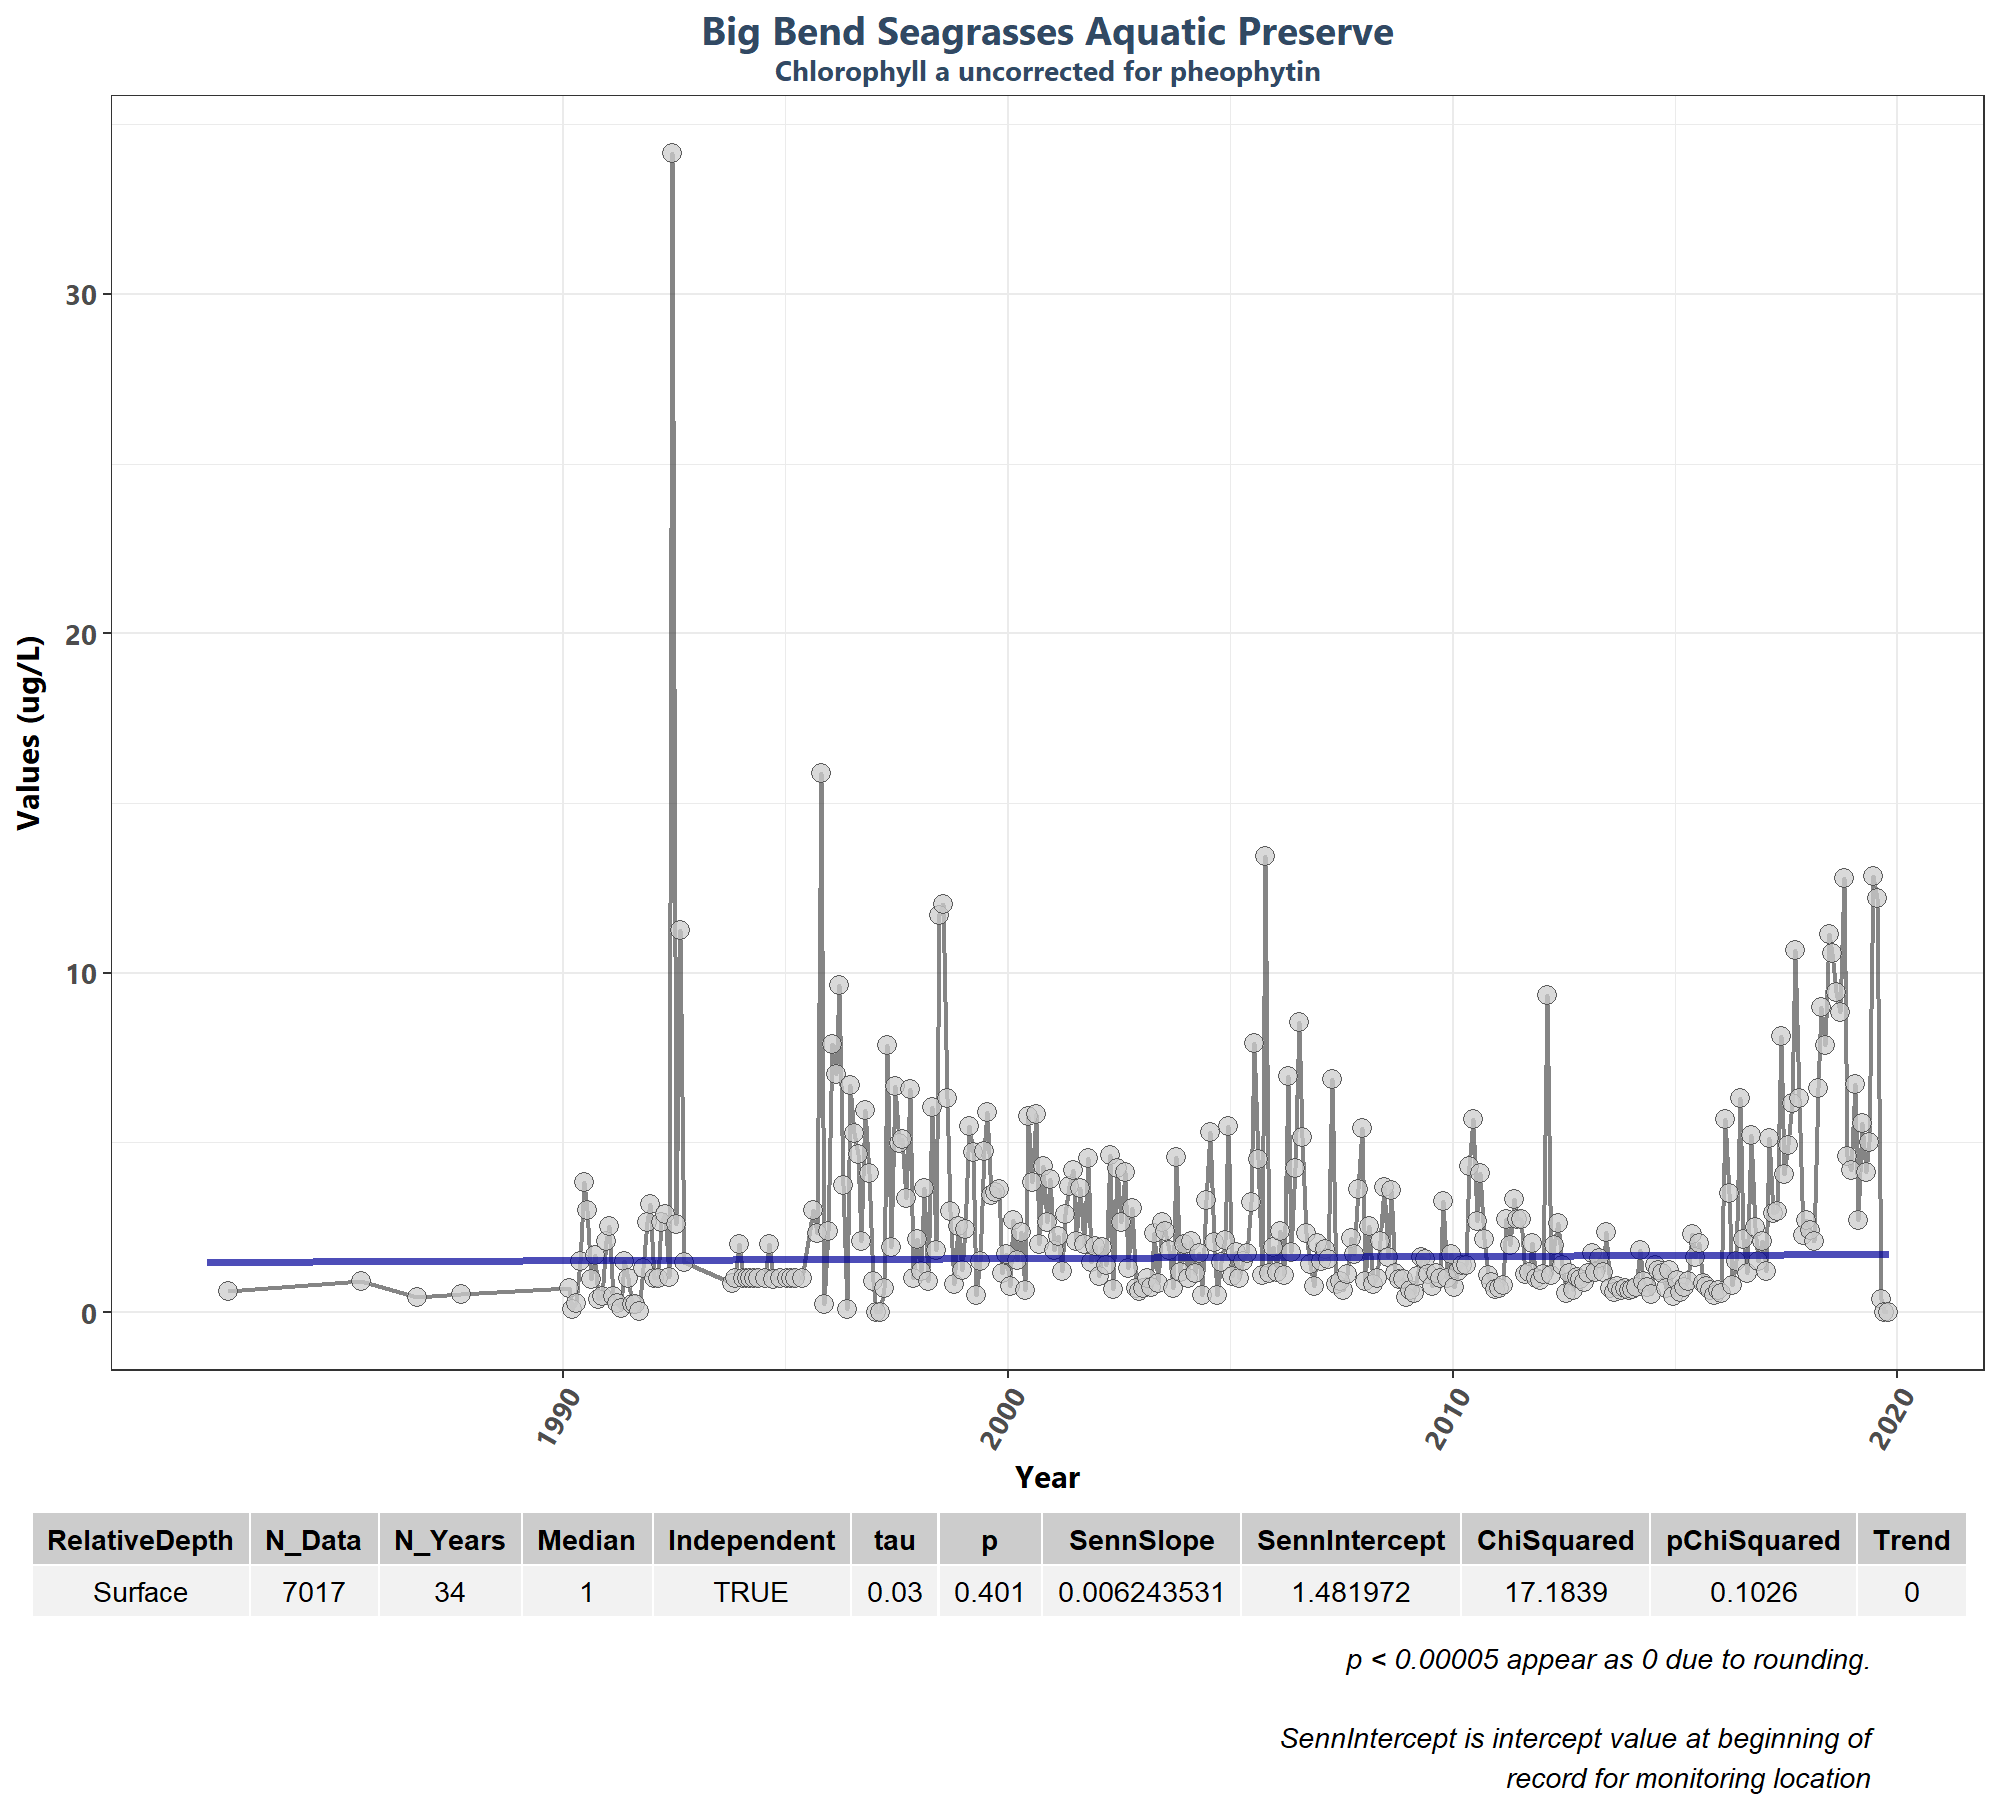 Big Bend Seagrasses Aquatic Preserve
Chlorophyll a uncorrected for pheophytin
Values (ug/L)
30
20
10
0
1990
2000
2010
2020
Year
RelativeDepth N_Data N_Years Median Independent tau p SennSlope SennIntercept ChiSquared pChiSquared Trend
Surface 7017 34 1 TRUE 0.03 0.401 0.006243531 1.481972 17.1839 0.1026 0
p < 0.00005 appear as 0 due to rounding.
SennIntercept is intercept value at beginning of
record for monitoring location